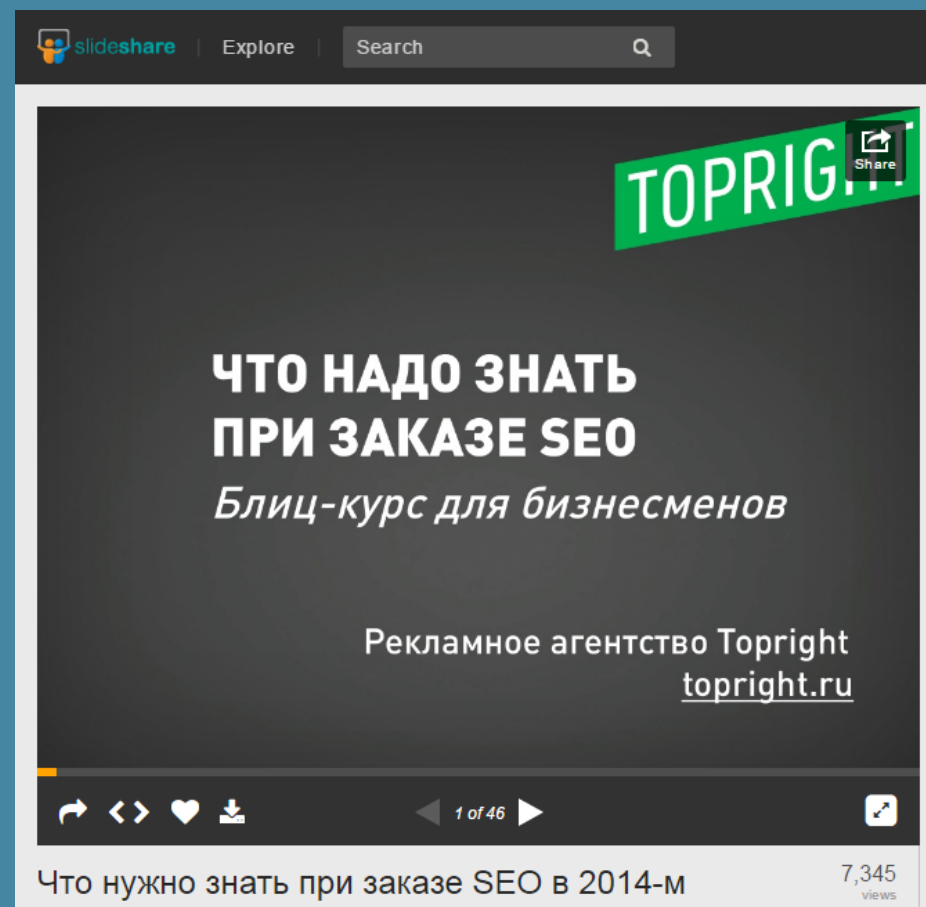 slideshare
Explore
Search
TOPRIGHT
Share
ЧТО НАДО ЗНАТЬ
ПРИ ЗАКАЗЕ SEO
Блиц-курс для бизнесменов
Рекламное агентство Topright
topright.ru
1 of 46
Что нужно знать при заказе SEO в 2014-м
7,345
views